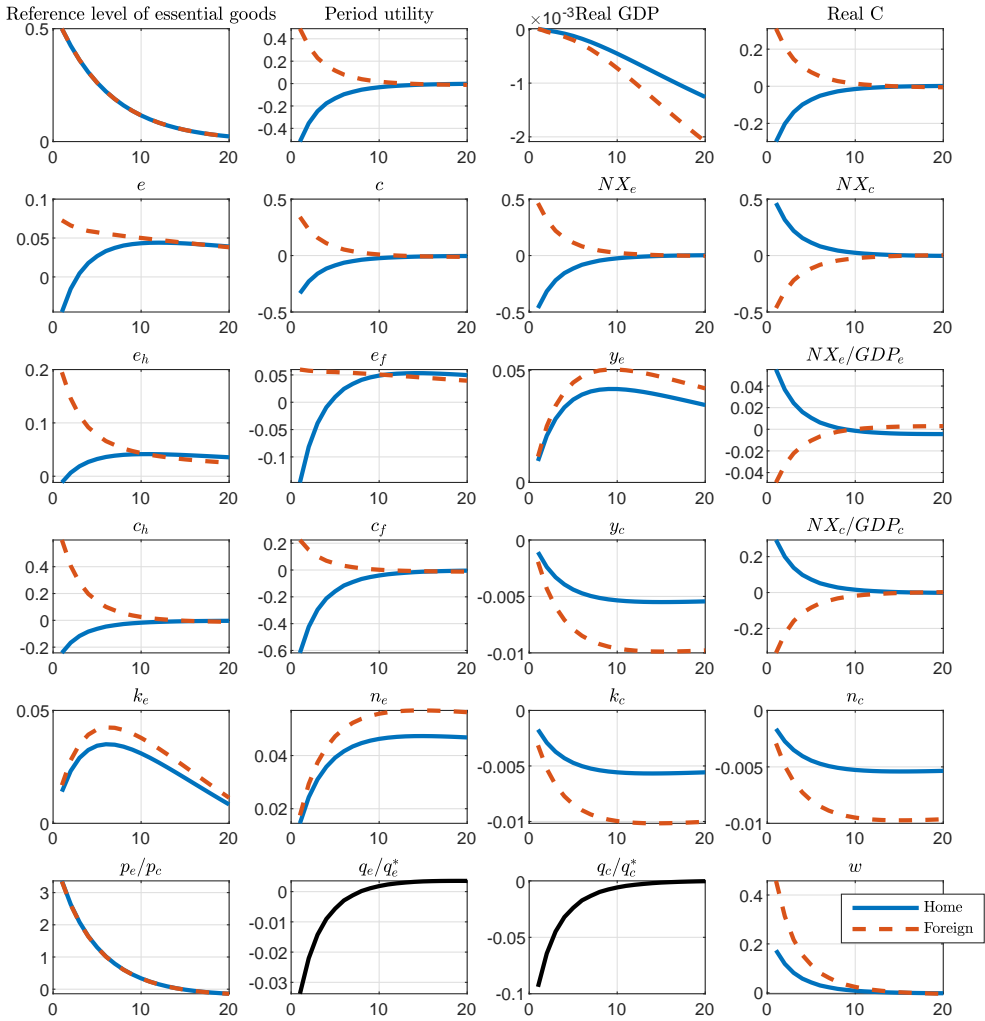 Reference level of essential goods
0.5
0
0 10 20
Period utility
0.4
0.2
0
-0.2
-0.4
0 10 20
×10⁻³ Real GDP
0
-1
-2
0 10 20
Real C
0.2
0
-0.2
0 10 20
e
0.1
0.05
0
0 10 20
c
0.5
0
-0.5
0 10 20
NXₑ
0.5
0
-0.5
0 10 20
NX_c
0.5
0
-0.5
0 10 20
e_h
0.2
0.1
0
0 10 20
e_f
0.05
0
-0.05
-0.1
0 10 20
y_e
0.05
0
0 10 20
NX_e/GDP_e
0.04
0.02
0
-0.02
-0.04
0 10 20
c_h
0.4
0.2
0
-0.2
0 10 20
c_f
0.2
0
-0.2
-0.4
-0.6
0 10 20
y_c
0
-0.005
-0.01
0 10 20
NX_c/GDP_c
0.2
0
-0.2
0 10 20
k_e
0.05
0
0 10 20
n_e
0.04
0.02
0 10 20
k_c
0
-0.005
-0.01
0 10 20
n_c
0
-0.005
-0.01
0 10 20
p_e/p_c
3
2
1
0
0 10 20
q_e/q_e^*
0
-0.01
-0.02
-0.03
0 10 20
q_c/q_c^*
0
-0.05
-0.1
0 10 20
w
0.4
0.2
0
0 10 20
Home
Foreign